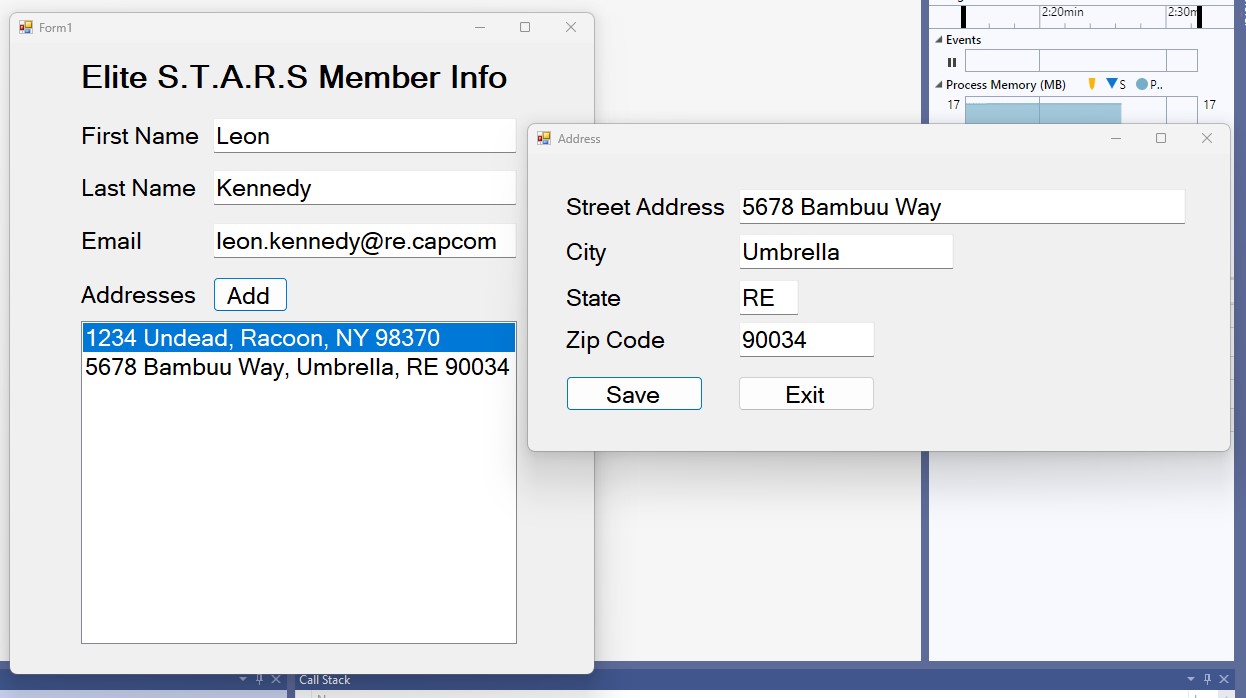 Form1
Elite S.T.A.R.S Member Info
First Name Leon
Last Name Kennedy
Email leon.kennedy@re.capcom
Addresses Add
1234 Undead, Racoon, NY 98370
5678 Bambuu Way, Umbrella, RE 90034
2:20min 2:30m
Events
Process Memory (MB) S P..
17 17
Address
Street Address 5678 Bambuu Way
City Umbrella
State RE
Zip Code 90034
Save Exit
Call Stack